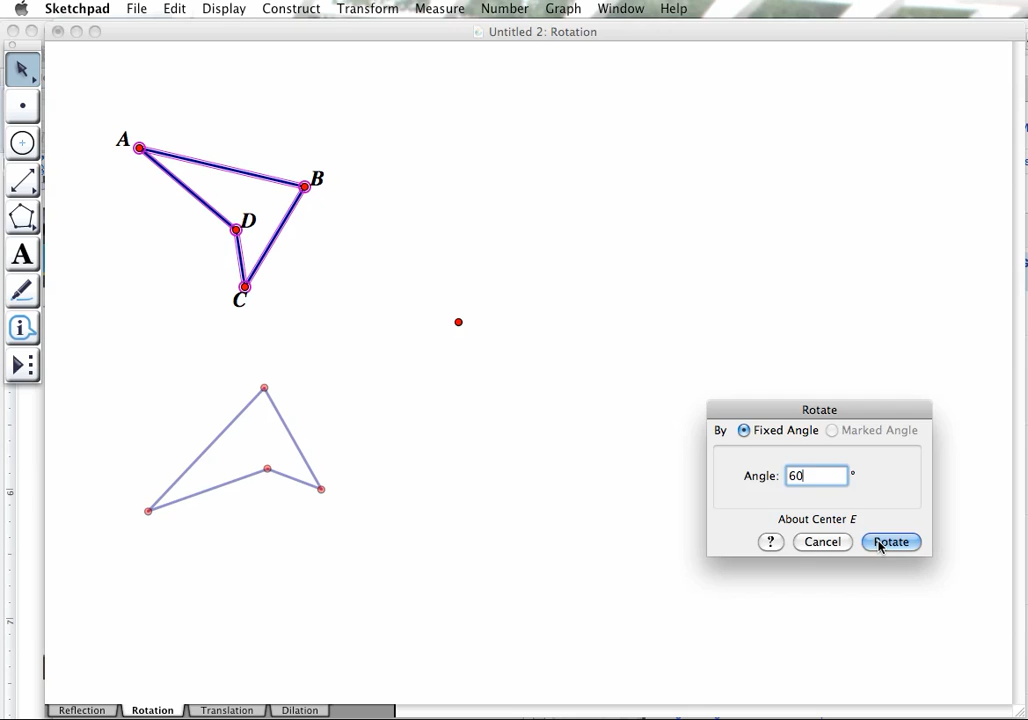 Sketchpad File Edit Display Construct Transform Measure Number Graph Window Help
Untitled 2: Rotation
A
B
D
C
A
Rotate
By Fixed Angle Marked Angle
Angle: 60 °
About Center E
? Cancel Rotate
Reflection Rotation Translation Dilation